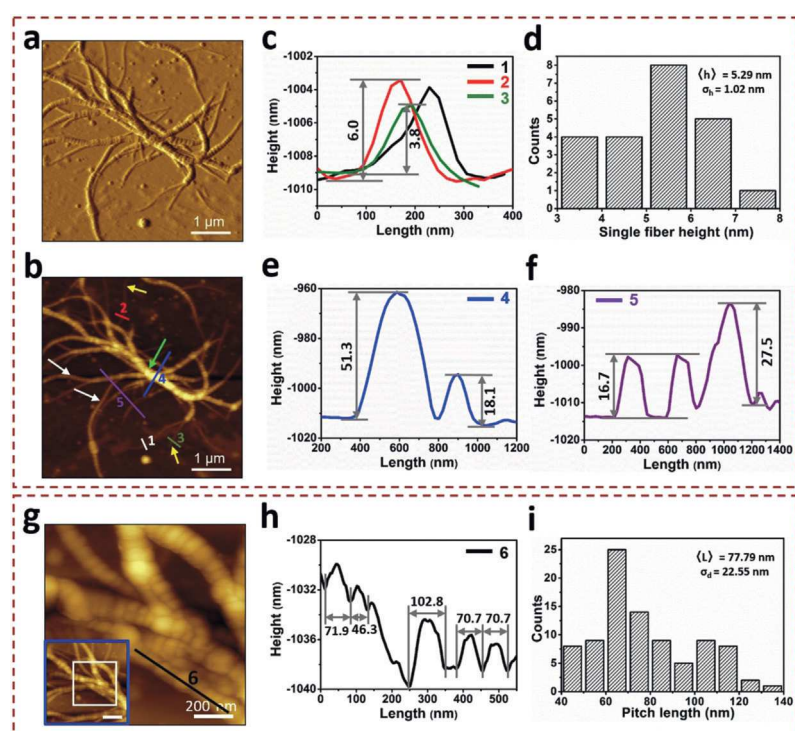 a
1 µm
c
Height (nm)
-1002
-1004
-1006
-1008
-1010
6.0
3.8
1
2
3
0 100 200 300 400
Length (nm)
d
Counts
8
7
6
5
4
3
2
1
0
⟨h⟩ = 5.29 nm
σh = 1.02 nm
3 4 5 6 7 8
Single fiber height (nm)
b
2
4
5
1
3
1 µm
e
Height (nm)
-960
-980
-1000
-1020
51.3
18.1
4
200 400 600 800 1000 1200
Length (nm)
f
Height (nm)
-980
-990
-1000
-1010
-1020
16.7
27.5
5
0 200 400 600 800 1000 1200 1400
Length (nm)
g
6
200 nm
h
Height (nm)
-1028
-1032
-1036
-1040
6
71.9
46.3
102.8
70.7
70.7
0 100 200 300 400 500
Length (nm)
i
Counts
25
20
15
10
5
0
⟨L⟩ = 77.79 nm
σd = 22.55 nm
40 60 80 100 120 140
Pitch length (nm)